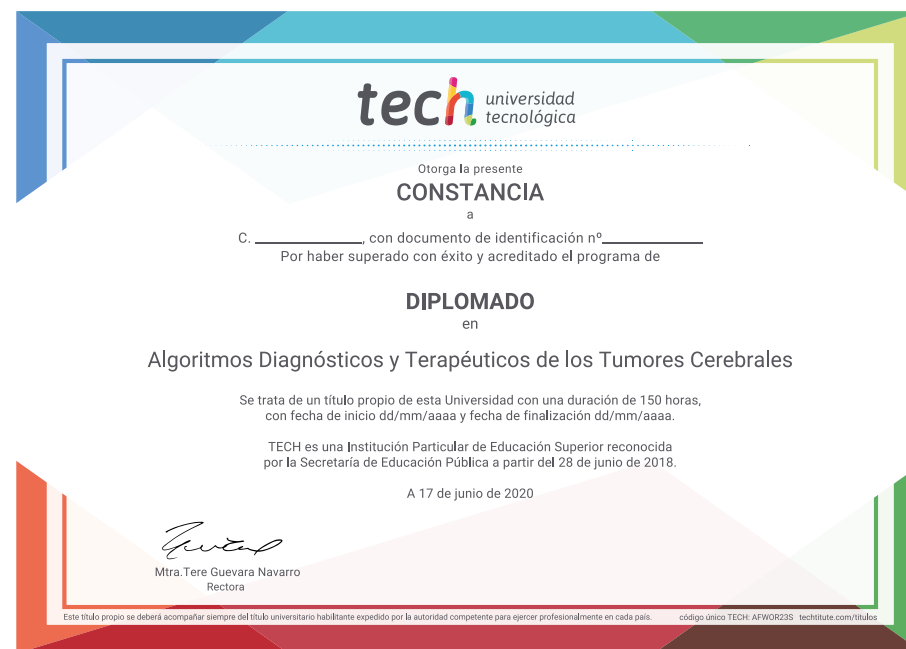 tech universidad
tecnológica
Otorga la presente
CONSTANCIA
a
C. ____________, con documento de identificación nº____________
Por haber superado con éxito y acreditado el programa de
DIPLOMADO
en
Algoritmos Diagnósticos y Terapéuticos de los Tumores Cerebrales
Se trata de un título propio de esta Universidad con una duración de 150 horas,
con fecha de inicio dd/mm/aaaa y fecha de finalización dd/mm/aaaa.
TECH es una Institución Particular de Educación Superior reconocida
por la Secretaría de Educación Pública a partir del 28 de junio de 2018.
A 17 de junio de 2020
Mtra.Tere Guevara Navarro
Rectora
Este título propio se deberá acompañar siempre del título universitario habilitante expedido por la autoridad competente para ejercer profesionalmente en cada país. código único TECH: AFWOR23S techtitute.com/titulos